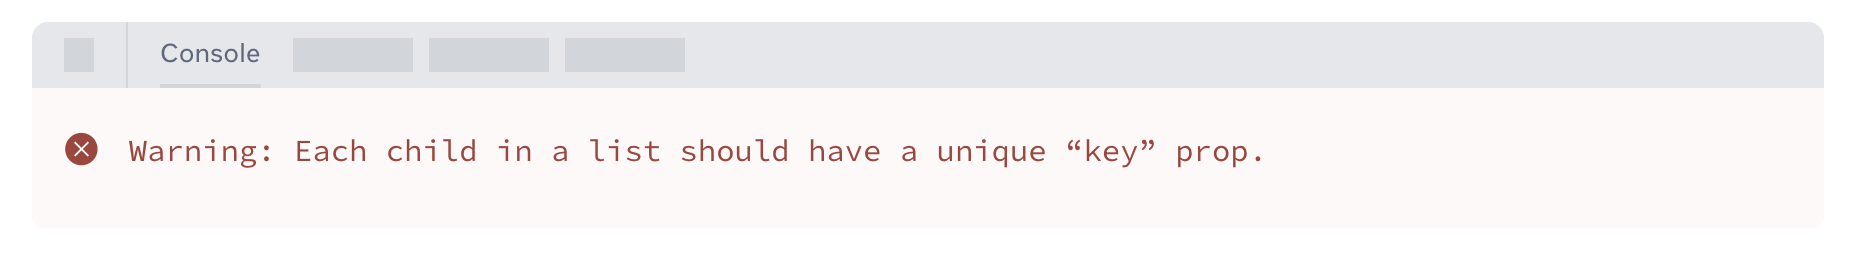 Console
Warning: Each child in a list should have a unique “key” prop.